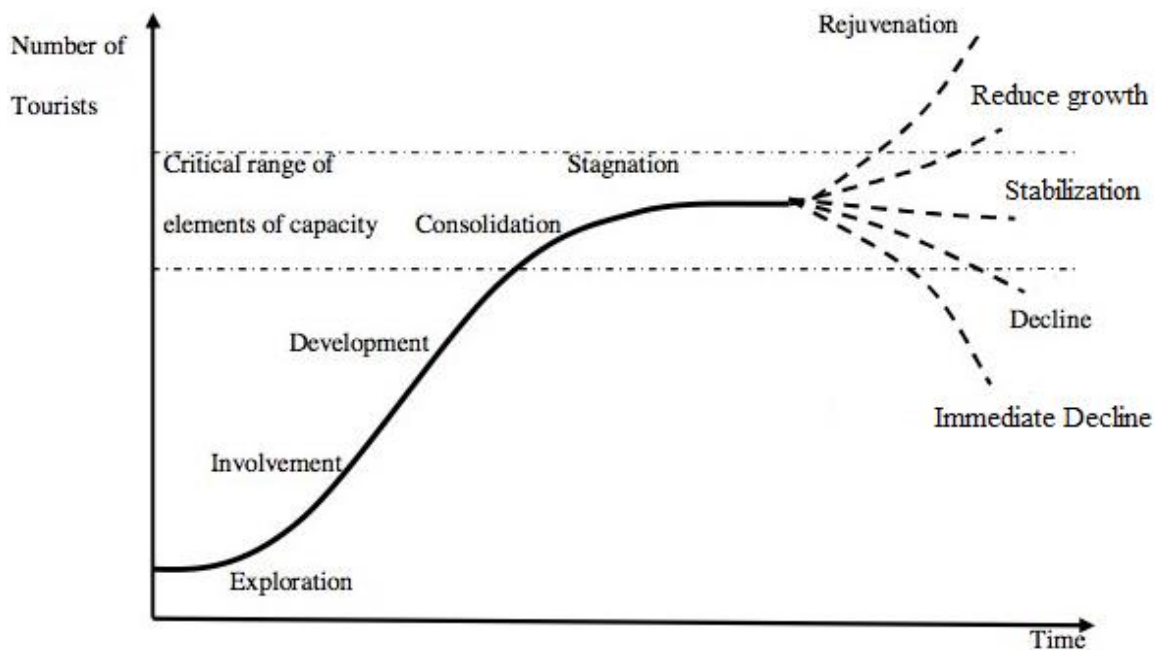 Number of
Tourists
Rejuvenation
Reduce growth
Critical range of
elements of capacity
Stagnation
Consolidation
Stabilization
Development
Decline
Immediate Decline
Involvement
Exploration
Time